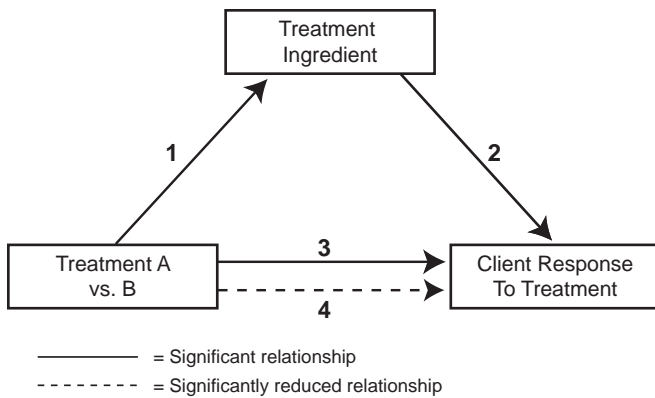 Treatment
Ingredient
1
2
Treatment A
vs. B
3
4
Client Response
To Treatment
= Significant relationship
= Significantly reduced relationship